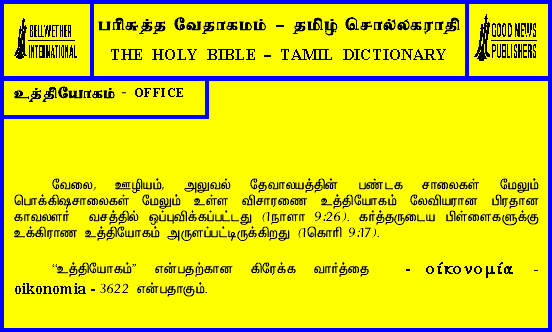 BELLWETHER
INTERNATIONAL
பரிசுத்த வேதாகமம் – தமிழ் சொல்லகராதி
THE HOLY BIBLE – TAMIL DICTIONARY
GOOD NEWS
PUBLISHERS
உத்தியோகம் - OFFICE
வேலை, ஊழியம், அலுவல் தேவாலயத்தின் பண்டக சாலைகள் மேலும்
பொக்கிஷசாலைகள் மேலும் உள்ள விசாரணை உத்தியோகம் லேவியரான பிரதான
காவலளர் வசத்தில் ஒப்புவிக்கப்பட்டது (1நாளா 9:26). கர்த்தருடைய பிள்ளைகளுக்கு
உக்கிராண உத்தியோகம் அருளப்பட்டிருக்கிறது (1கொரி 9:17).
“உத்தியோகம்” என்பதற்கான கிரேக்க வார்த்தை - οίκονομία -
oikonomia - 3622 என்பதாகும்.